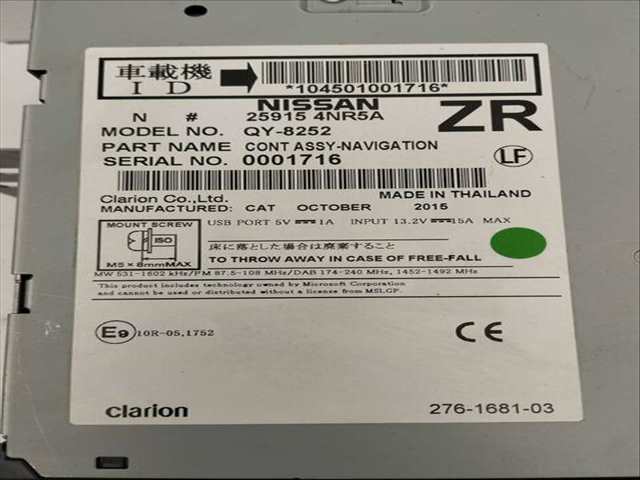 車載機
ID
*104501001716*
NISSAN
ZR
N # 25915 4NR5A
MODEL NO. QY-8252
PART NAME CONT ASSY-NAVIGATION
SERIAL NO. 0001716
LF
Clarion Co.,Ltd. MADE IN THAILAND
MANUFACTURED: CAT OCTOBER 2015
MOUNT SCREW
ISO
M5×8mmMAX
USB PORT 5V⎓1A INPUT 13.2V⎓15A MAX
床に落とした場合は廃棄すること
TO THROW AWAY IN CASE OF FREE-FALL
MW 531-1602 kHz/FM 87.5-108 MHz/DAB 174-240 MHz, 1452-1492 MHz
This product includes technology owned by Microsoft Corporation
and cannot be used or distributed without a license from MSLGP.
E9 10R-05,1752
CE
clarion
276-1681-03